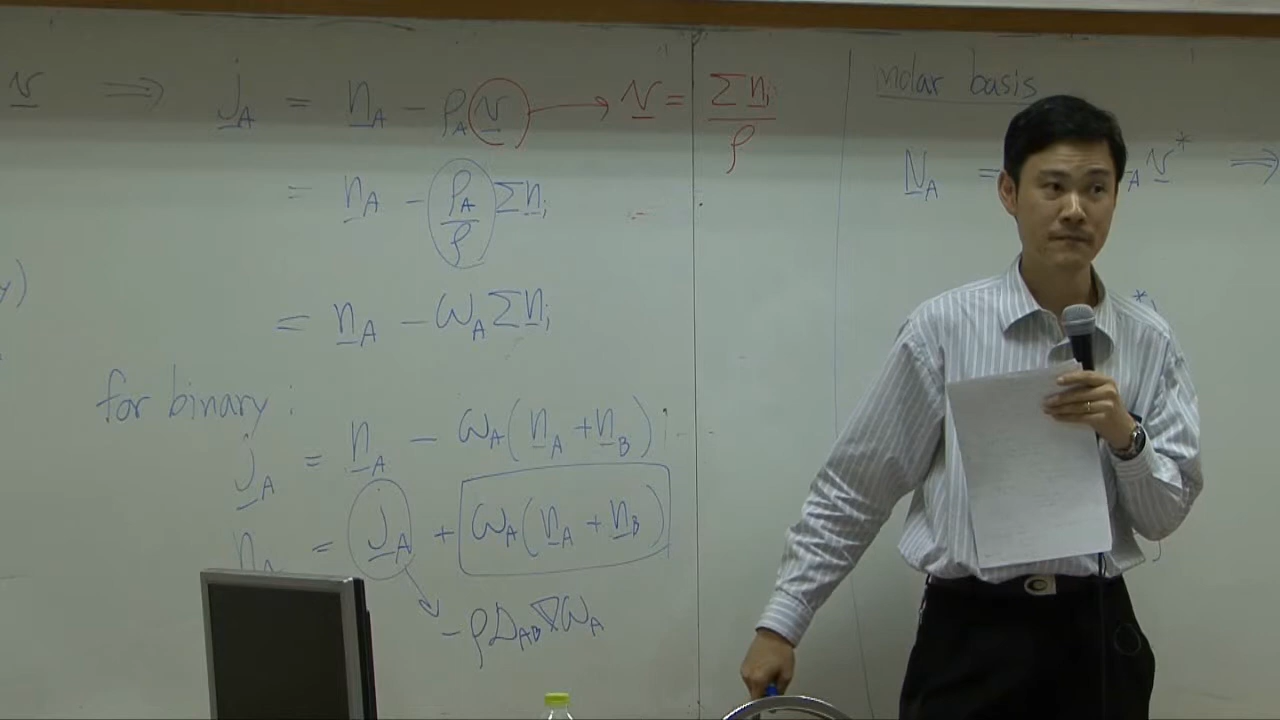 v ⟹ j_A = n_A − ρ_A v → v = Σn_i / ρ
= n_A − ρ_A/ρ Σn_i
= n_A − ω_A Σn_i
y)
for binary :
j_A = n_A − ω_A(n_A + n_B) ;
n_A = j_A + ω_A(n_A + n_B)
−ρD_AB∇ω_A
molar basis
N_A = _A v* ⟹
*